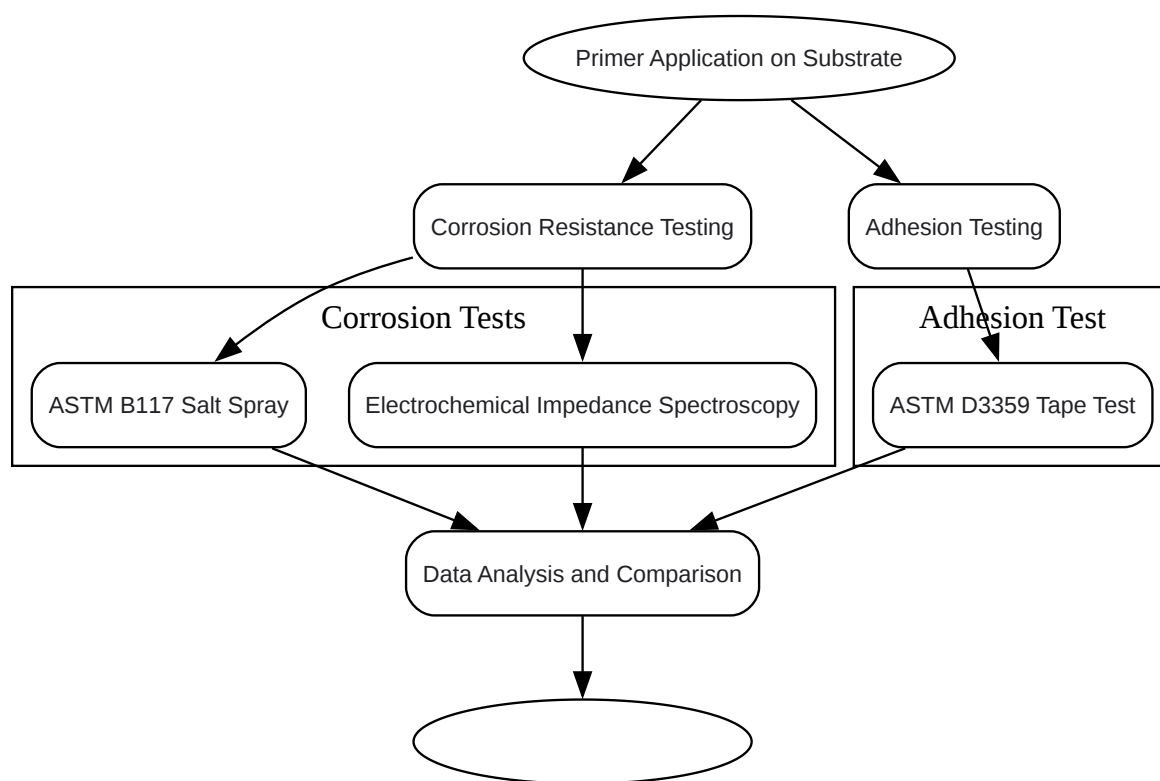 Primer Application on Substrate
Corrosion Resistance Testing
Adhesion Testing
Corrosion Tests
Adhesion Test
ASTM B117 Salt Spray
Electrochemical Impedance Spectroscopy
ASTM D3359 Tape Test
Data Analysis and Comparison